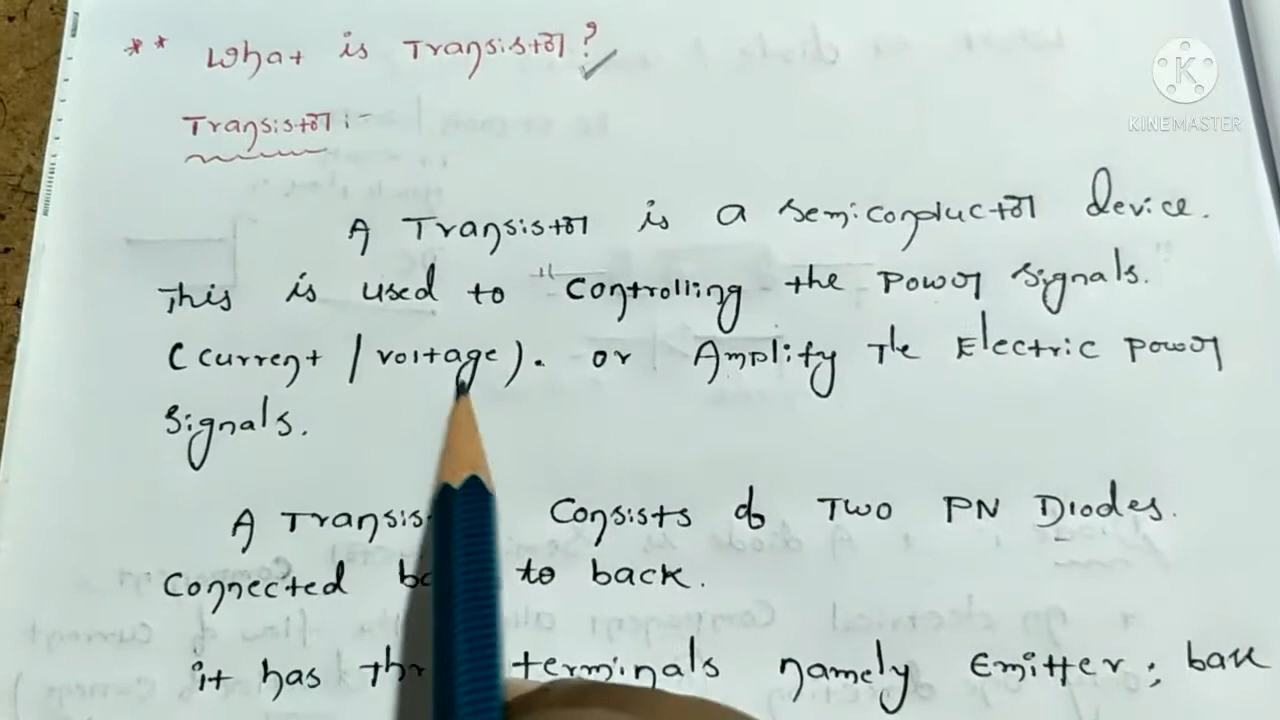 ** What is Transistor?
Transistor :-
A Transistor is a semiconductor device.
This is used to "controlling the power signals.
(current / voltage). or Amplify The Electric power
signals.
A Transis consists of Two PN Diodes.
Connected to back.
it has terminals namely Emitter, base
K
KINEMASTER